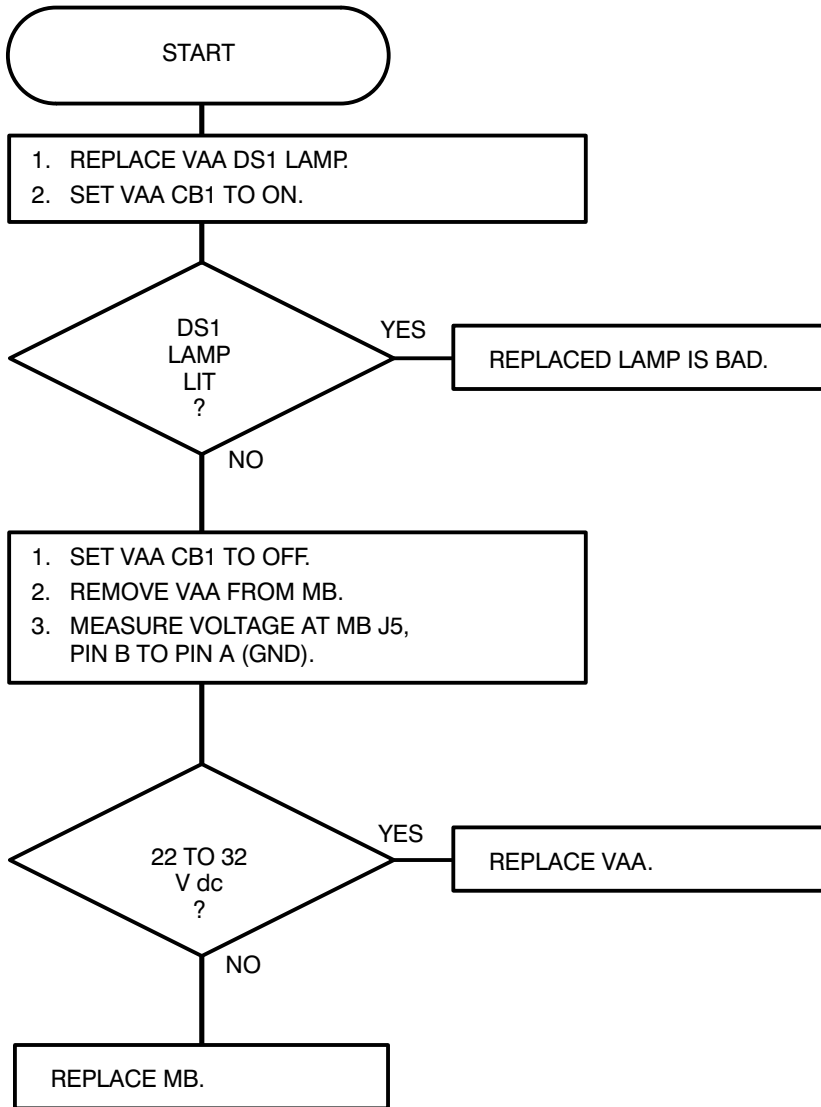 START
1. REPLACE VAA DS1 LAMP.
2. SET VAA CB1 TO ON.
DS1
LAMP
LIT
?
YES
REPLACED LAMP IS BAD.
NO
1. SET VAA CB1 TO OFF.
2. REMOVE VAA FROM MB.
3. MEASURE VOLTAGE AT MB J5,
PIN B TO PIN A (GND).
22 TO 32
V dc
?
YES
REPLACE VAA.
NO
REPLACE MB.